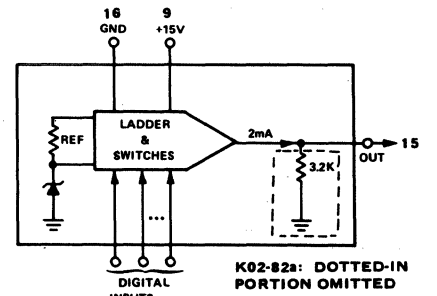 16 9
GND +15V
LADDER
REF & 2mA
SWITCHES
15
OUT
3.2K
...
DIGITAL
K02-82a: DOTTED-IN
PORTION OMITTED